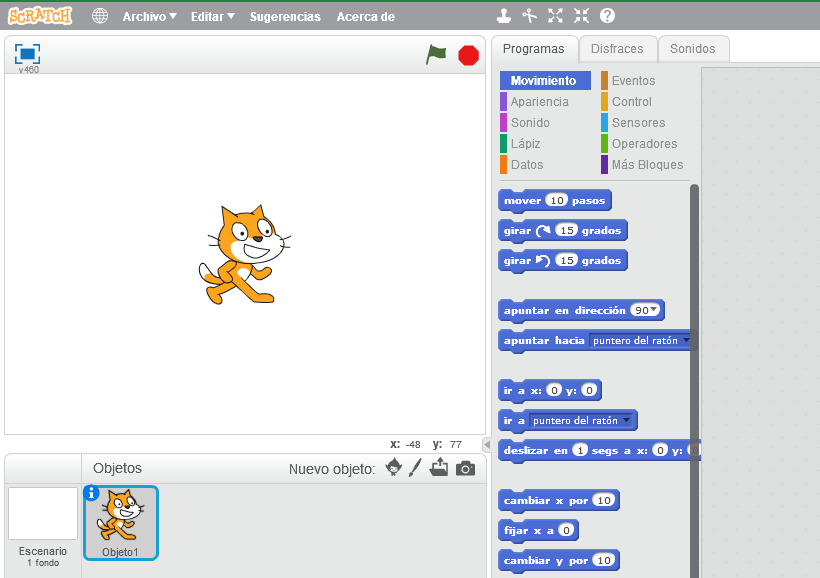 SCRATCH Archivo Editar Sugerencias Acerca de
v460
Programas Disfraces Sonidos
Movimiento Eventos
Apariencia Control
Sonido Sensores
Lápiz Operadores
Datos Más Bloques
mover 10 pasos
girar 15 grados
girar 15 grados
apuntar en dirección 90
apuntar hacia puntero del ratón
ir a x: 0 y: 0
ir a puntero del ratón
deslizar en 1 segs a x: 0 y: 0
cambiar x por 10
fijar x a 0
cambiar y por 10
x: -48 y: 77
Objetos Nuevo objeto:
Escenario
1 fondo
Objeto1